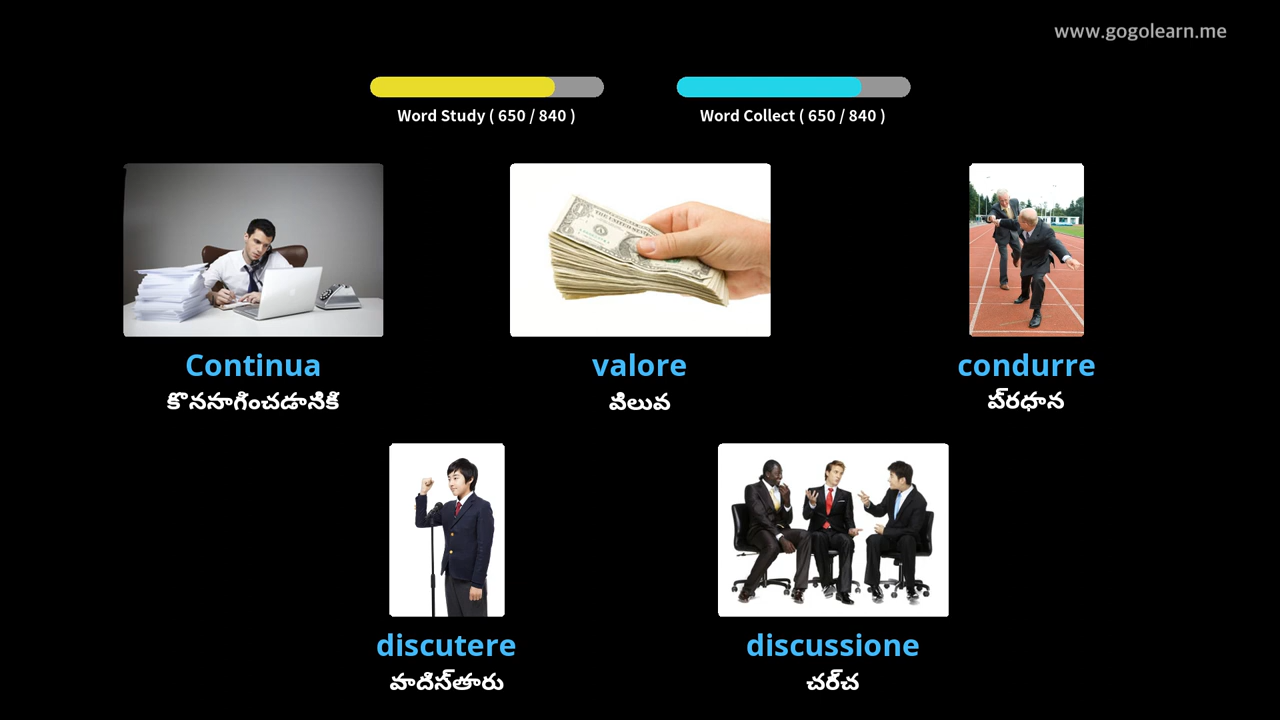 www.gogolearn.me
Word Study ( 650 / 840 )
Word Collect ( 650 / 840 )
Continua
కొనసాగించడానికి
valore
విలువ
condurre
ప్రధాన
discutere
వాదిస్తారు
discussione
చర్చ